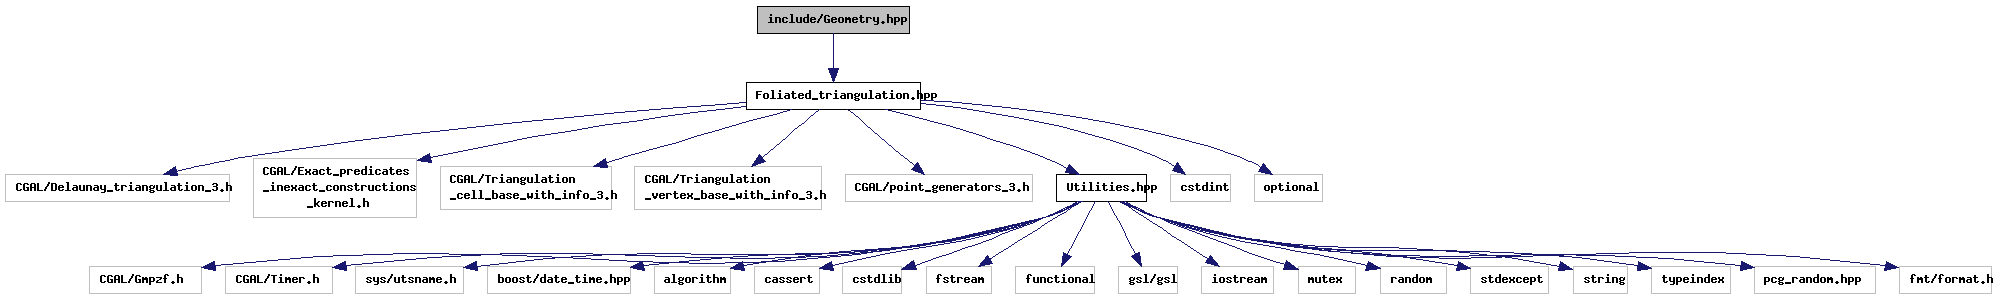 include/Geometry.hpp
Foliated_triangulation.hpp
CGAL/Delaunay_triangulation_3.h
CGAL/Exact_predicates
_inexact_constructions
_kernel.h
CGAL/Triangulation
_cell_base_with_info_3.h
CGAL/Triangulation
_vertex_base_with_info_3.h
CGAL/point_generators_3.h
Utilities.hpp
cstdint
optional
CGAL/Gmpzf.h
CGAL/Timer.h
sys/utsname.h
boost/date_time.hpp
algorithm
cassert
cstdlib
fstream
functional
gsl/gsl
iostream
mutex
random
stdexcept
string
typeindex
pcg_random.hpp
fmt/format.h